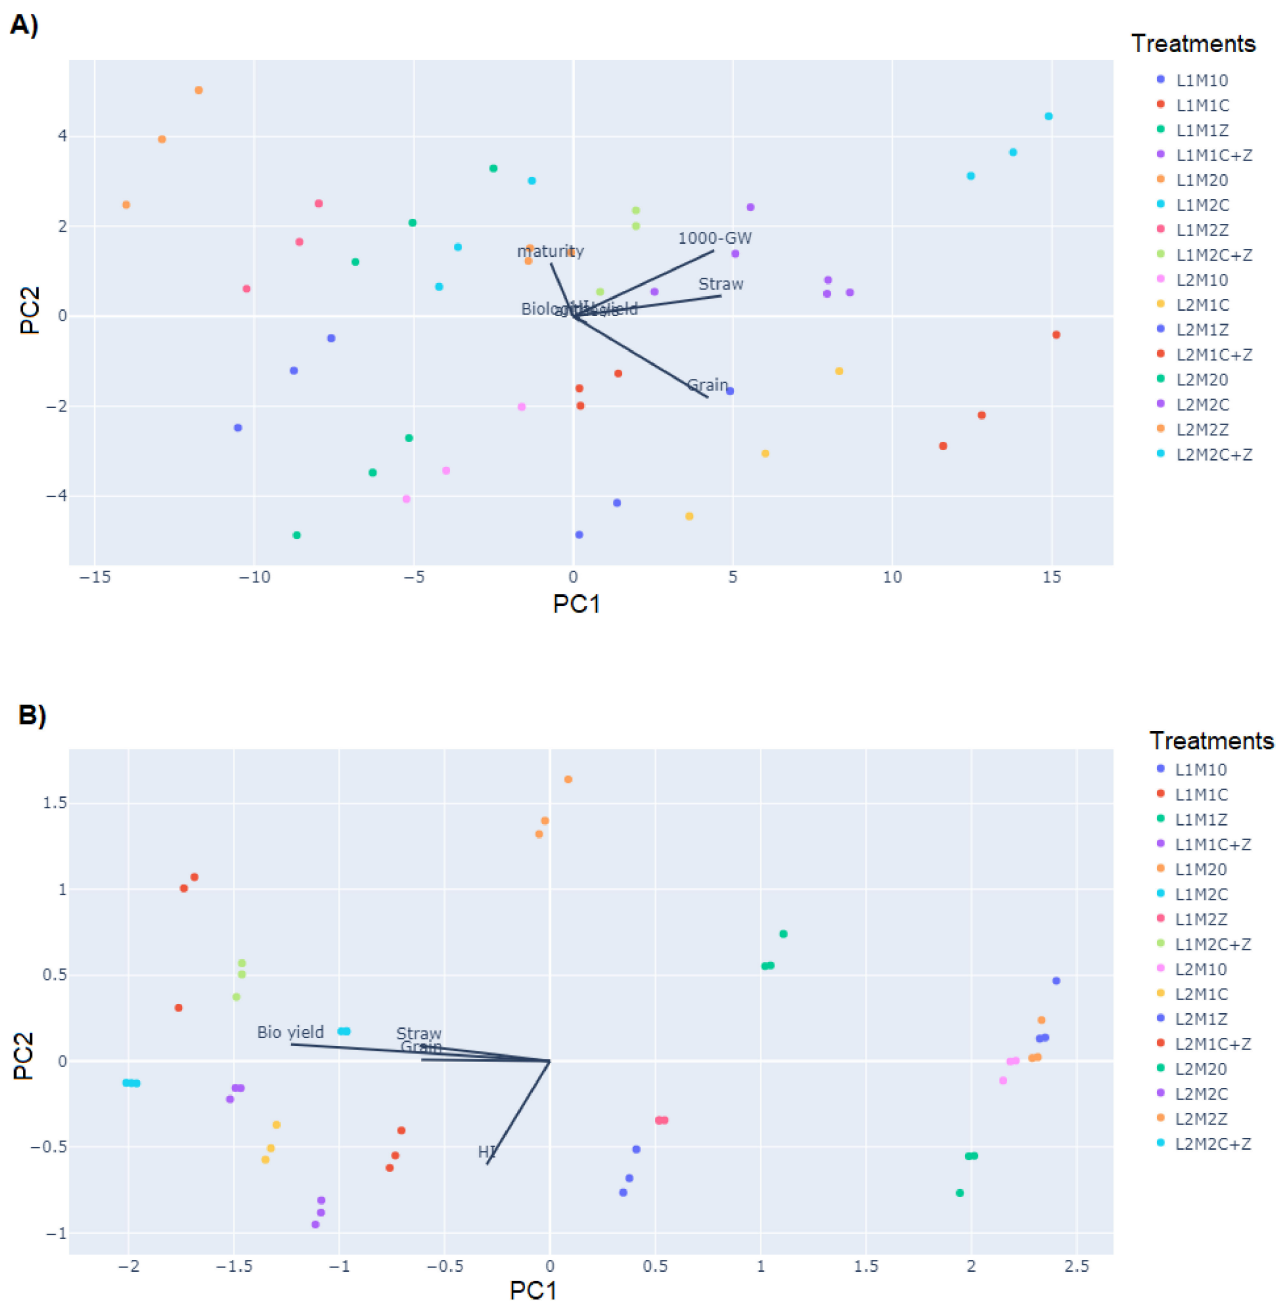 A)
Treatments
L1M10
L1M1C
L1M1Z
L1M1C+Z
L1M20
L1M2C
L1M2Z
L1M2C+Z
L2M10
L2M1C
L2M1Z
L2M1C+Z
L2M20
L2M2C
L2M2Z
L2M2C+Z
4
2
0
−2
−4
PC2
maturity
1000-GW
Straw
HI
Grain
−15
−10
−5
0
5
10
15
PC1
B)
Treatments
L1M10
L1M1C
L1M1Z
L1M1C+Z
L1M20
L1M2C
L1M2Z
L1M2C+Z
L2M10
L2M1C
L2M1Z
L2M1C+Z
L2M20
L2M2C
L2M2Z
L2M2C+Z
1.5
1
0.5
0
−0.5
−1
PC2
Bio yield
Straw
Grain
HI
−2
−1.5
−1
−0.5
0
0.5
1
1.5
2
2.5
PC1